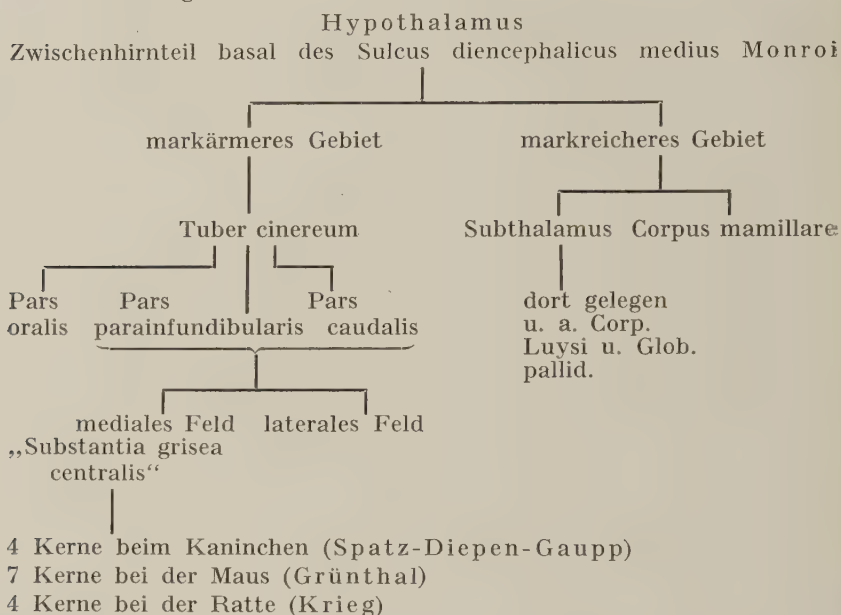 Hypothalamus
Zwischenhirnteil basal des Sulcus diencephalicus medius Monroi
markärmeres Gebiet markreicheres Gebiet
Tuber cinereum Subthalamus Corpus mamillare
Pars Pars Pars dort gelegen
oralis parainfundibularis caudalis u. a. Corp.
Luysi u. Glob.
pallid.
mediales Feld laterales Feld
„Substantia grisea
centralis“
4 Kerne beim Kaninchen (Spatz-Diepen-Gaupp)
7 Kerne bei der Maus (Grünthal)
4 Kerne bei der Ratte (Krieg)